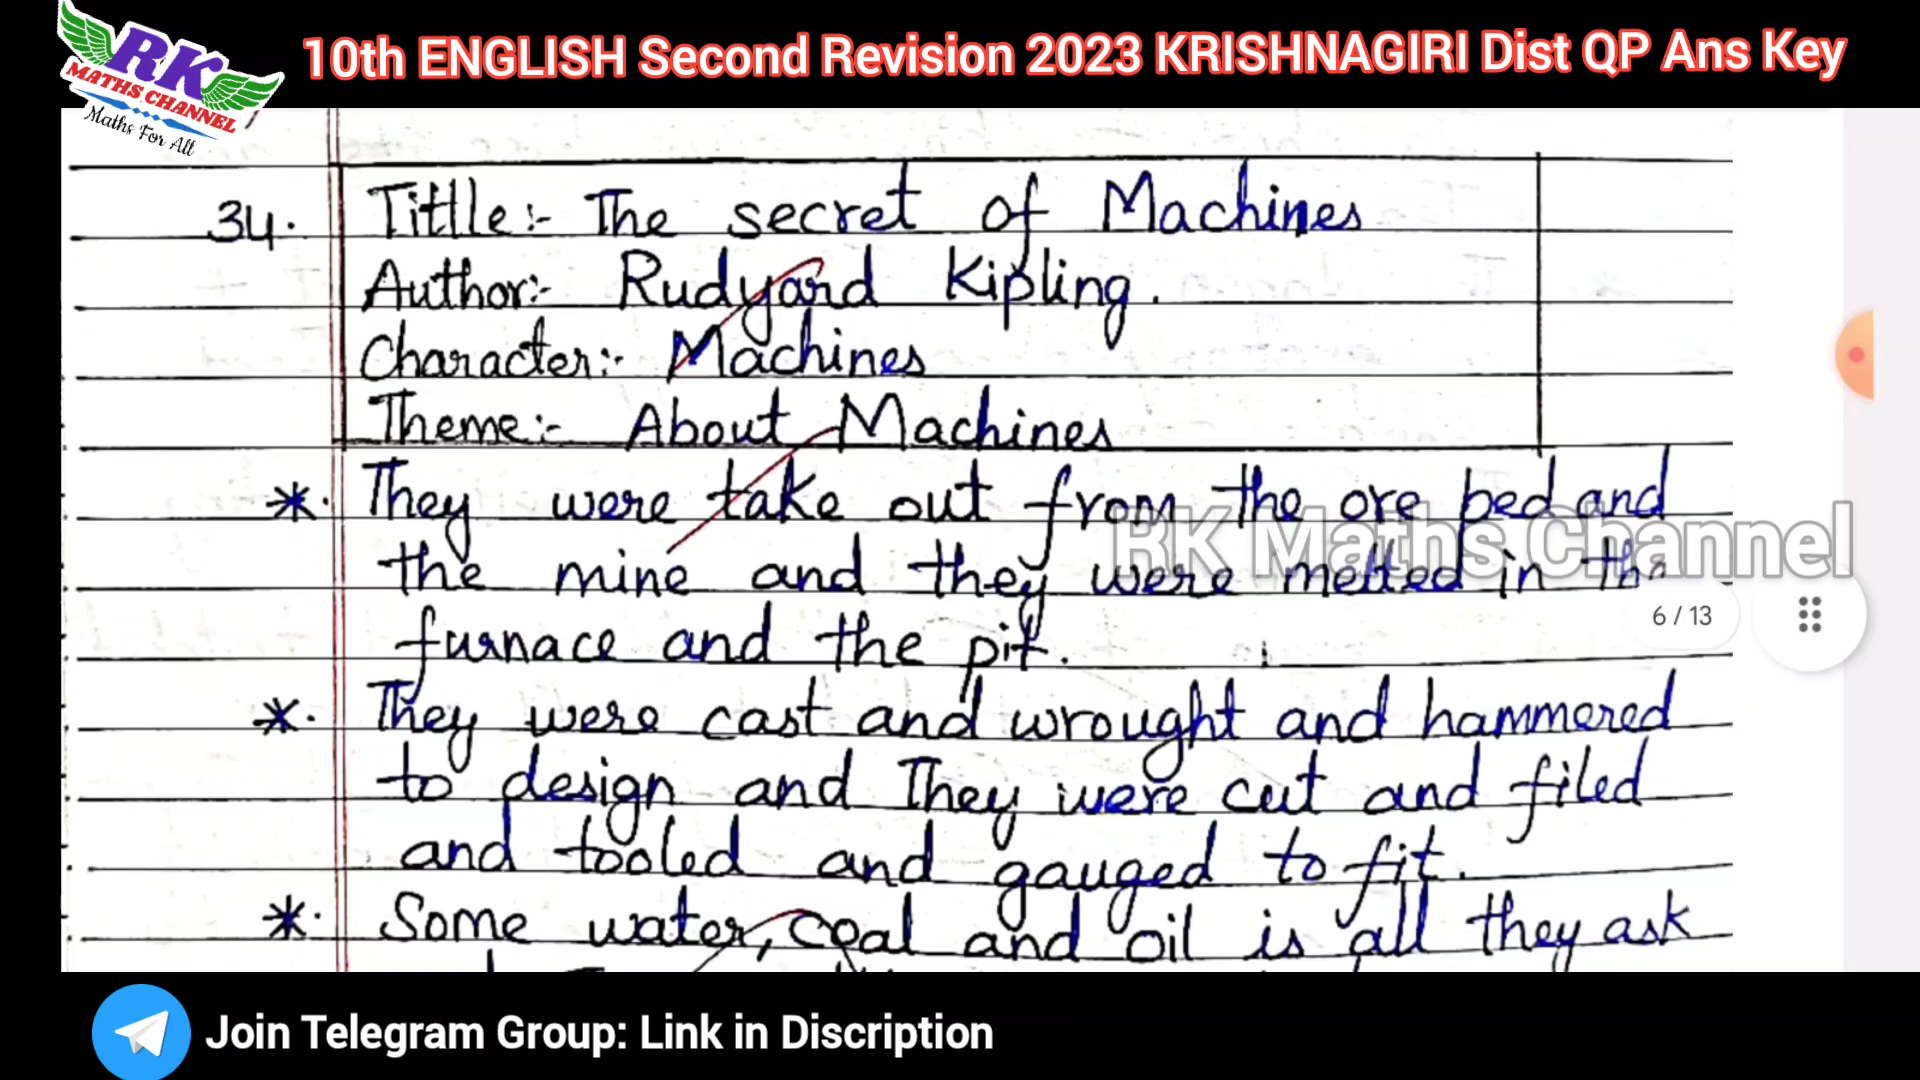 RK
MATHS CHANNEL
Maths For All
10th ENGLISH Second Revision 2023 KRISHNAGIRI Dist QP Ans Key
34. Tittle:- The secret of Machines
Author:- Rudyard Kipling.
Character:- Machines
Theme:- About Machines
*. They were take out from the ore bed and
the mine and they were melted in the
furnace and the pit.
*. They were cast and wrought and hammered
to design and They were cut and filed
and tooled and gauged to fit.
*. Some water, coal and oil is all they ask
RK Maths Channel
6 / 13
Join Telegram Group: Link in Discription